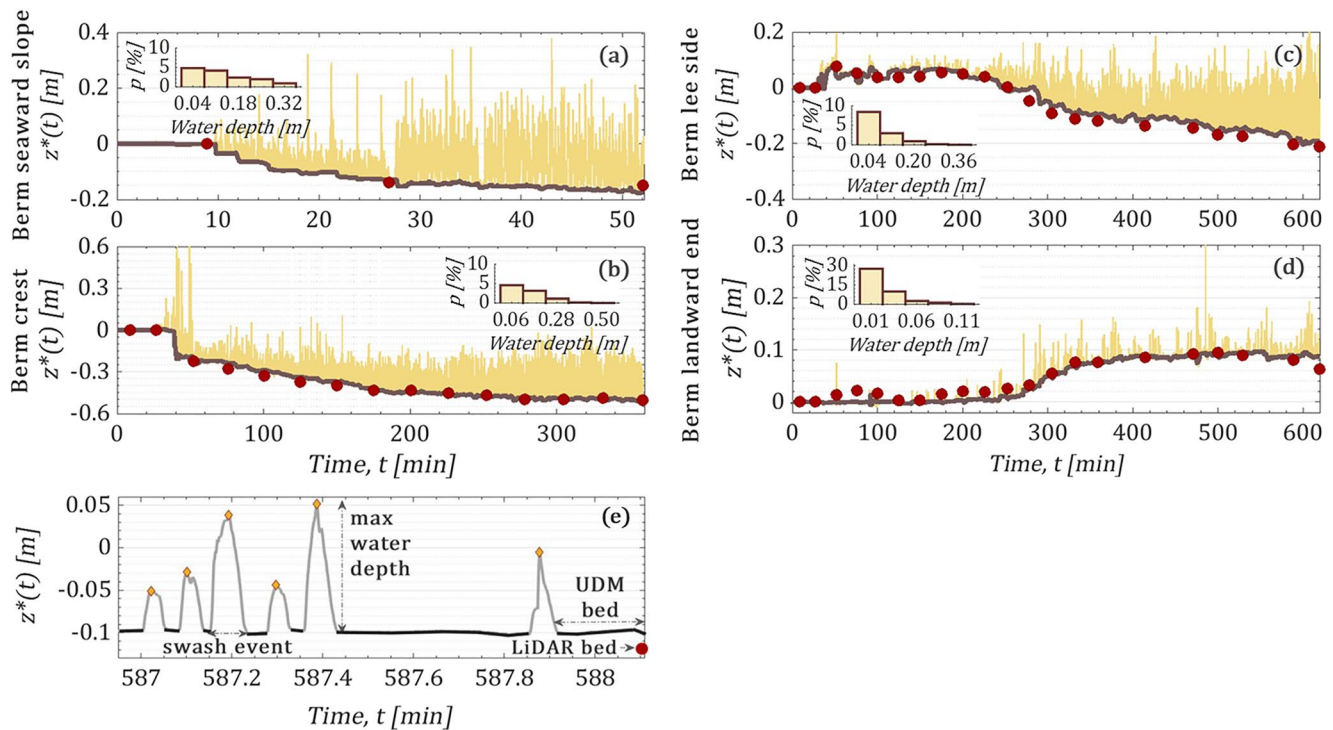 Berm seaward slope
z*(t) [m]
0.4
0.2
0
-0.2
p [%]
10
5
0
0.04 0.18 0.32
Water depth [m]
(a)
0 10 20 30 40 50
Berm crest
z*(t) [m]
0.6
0.3
0
-0.3
-0.6
p [%]
10
5
0
0.06 0.28 0.50
Water depth [m]
(b)
0 100 200 300
Time, t [min]
Berm lee side
z*(t) [m]
0.2
0
-0.2
-0.4
p [%]
10
5
0
0.04 0.20 0.36
Water depth [m]
(c)
0 100 200 300 400 500 600
Berm landward end
z*(t) [m]
0.3
0.2
0.1
0
p [%]
30
15
0
0.01 0.06 0.11
Water depth [m]
(d)
0 100 200 300 400 500 600
Time, t [min]
z*(t) [m]
0.05
0
-0.05
-0.1
(e)
max
water
depth
UDM
bed
swash event
LiDAR bed
587 587.2 587.4 587.6 587.8 588
Time, t [min]